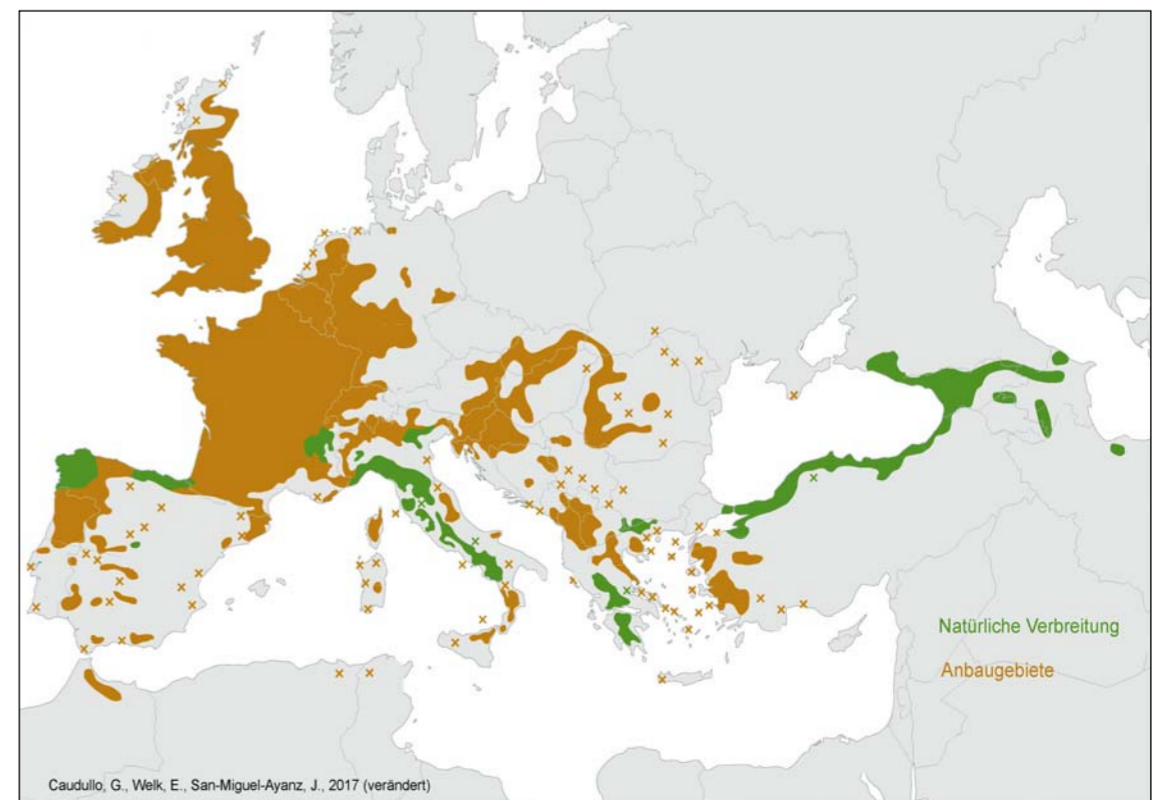 Natürliche Verbreitung
Anbaugebiete
Caudullo, G., Welk, E., San-Miguel-Ayanz, J., 2017 (verändert)